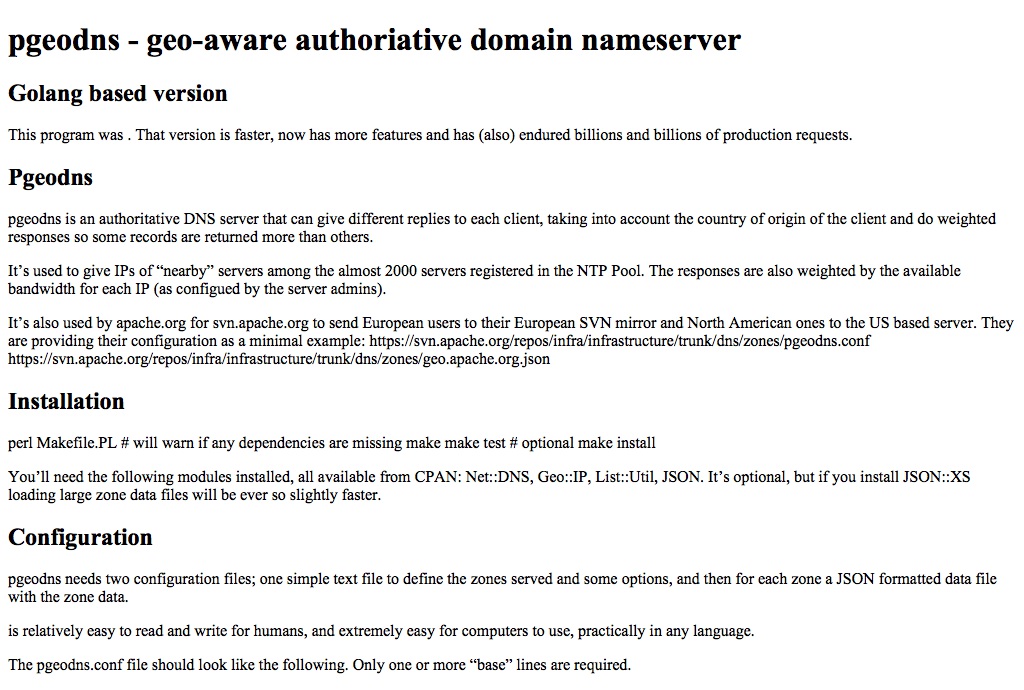 pgeodns - geo-aware authoriative domain nameserver
Golang based version
This program was . That version is faster, now has more features and has (also) endured billions and billions of production requests.
Pgeodns
pgeodns is an authoritative DNS server that can give different replies to each client, taking into account the country of origin of the client and do weighted
responses so some records are returned more than others.
It’s used to give IPs of “nearby” servers among the almost 2000 servers registered in the NTP Pool. The responses are also weighted by the available
bandwidth for each IP (as configued by the server admins).
It’s also used by apache.org for svn.apache.org to send European users to their European SVN mirror and North American ones to the US based server. They
are providing their configuration as a minimal example: https://svn.apache.org/repos/infra/infrastructure/trunk/dns/zones/pgeodns.conf
https://svn.apache.org/repos/infra/infrastructure/trunk/dns/zones/geo.apache.org.json
Installation
perl Makefile.PL # will warn if any dependencies are missing make make test # optional make install
You’ll need the following modules installed, all available from CPAN: Net::DNS, Geo::IP, List::Util, JSON. It’s optional, but if you install JSON::XS
loading large zone data files will be ever so slightly faster.
Configuration
pgeodns needs two configuration files; one simple text file to define the zones served and some options, and then for each zone a JSON formatted data file
with the zone data.
is relatively easy to read and write for humans, and extremely easy for computers to use, practically in any language.
The pgeodns.conf file should look like the following. Only one or more “base” lines are required.